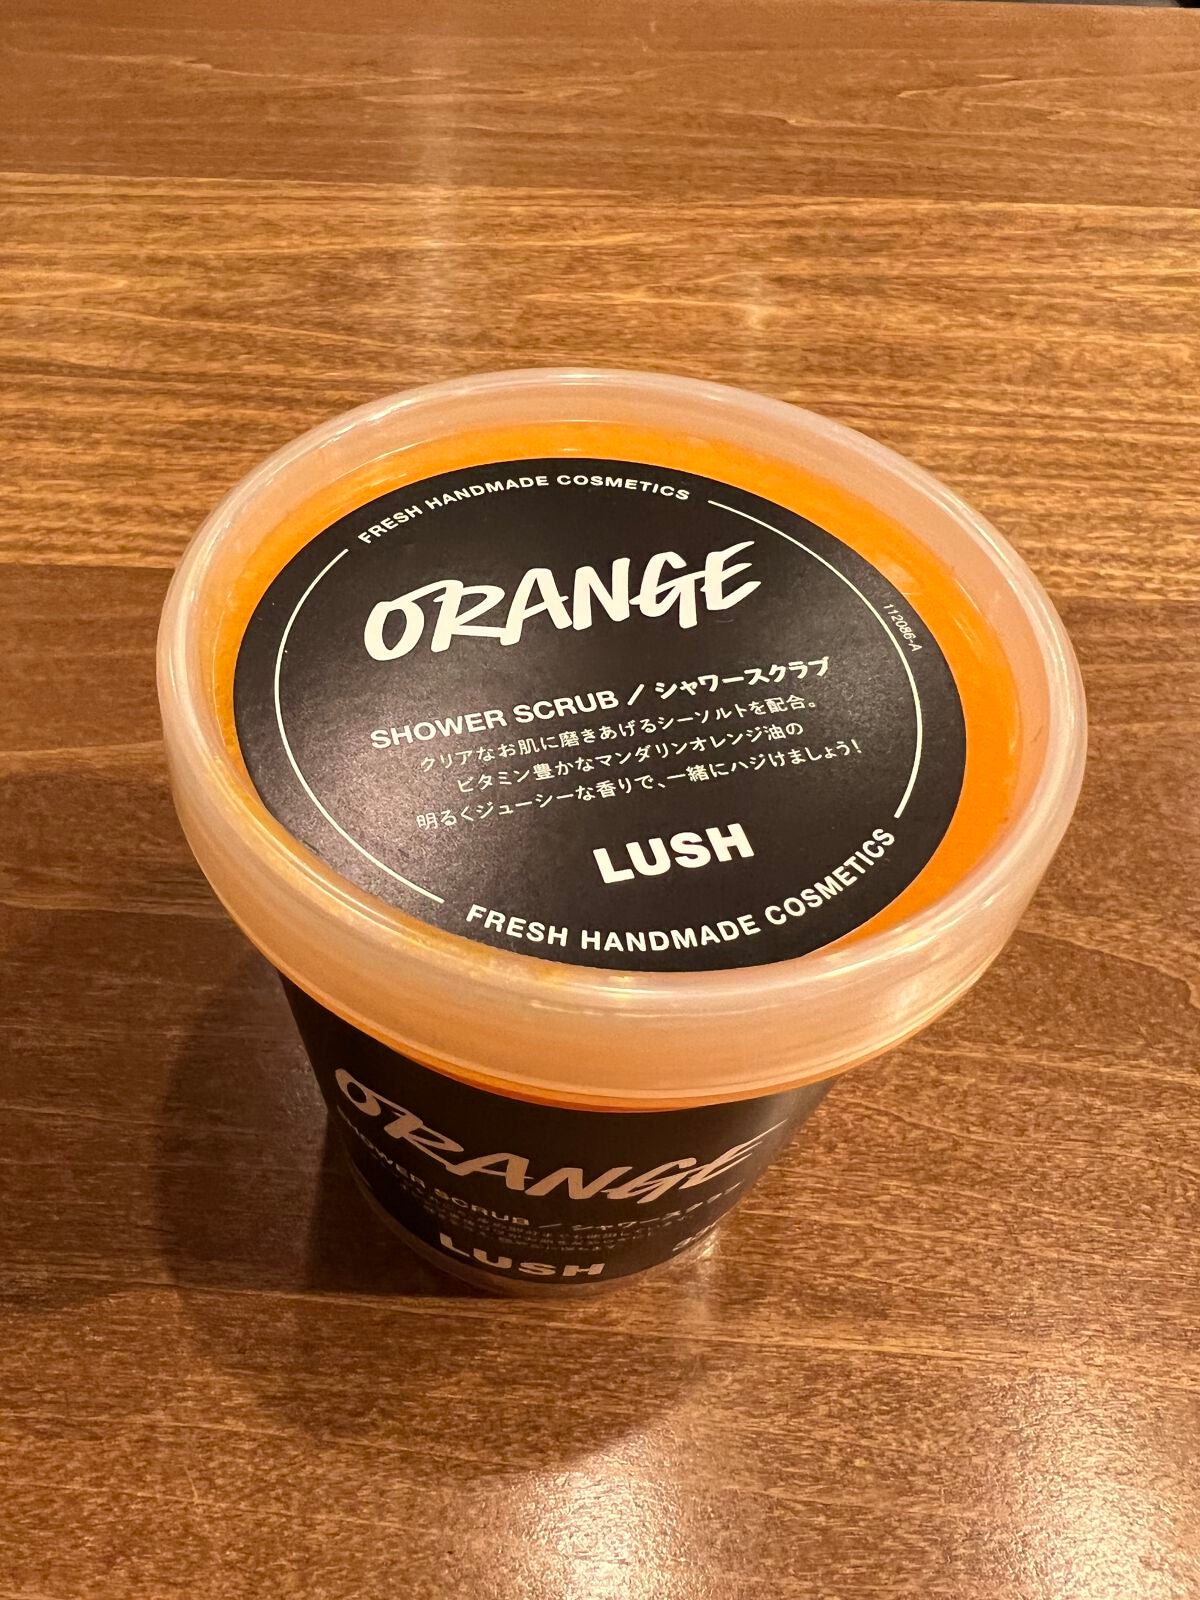 FRESH HANDMADE COSMETICS
ORANGE
112086-A
SHOWER SCRUB / シャワースクラブ
クリアなお肌に磨きあげるシーソルトを配合。
ビタミン豊かなマンダリンオレンジ油の
明るくジューシーな香りで、一緒にハジけましょう!
LUSH
FRESH HANDMADE COSMETICS
ORANGE
SHOWER SCRUB / シャワースクラブ
LUSH